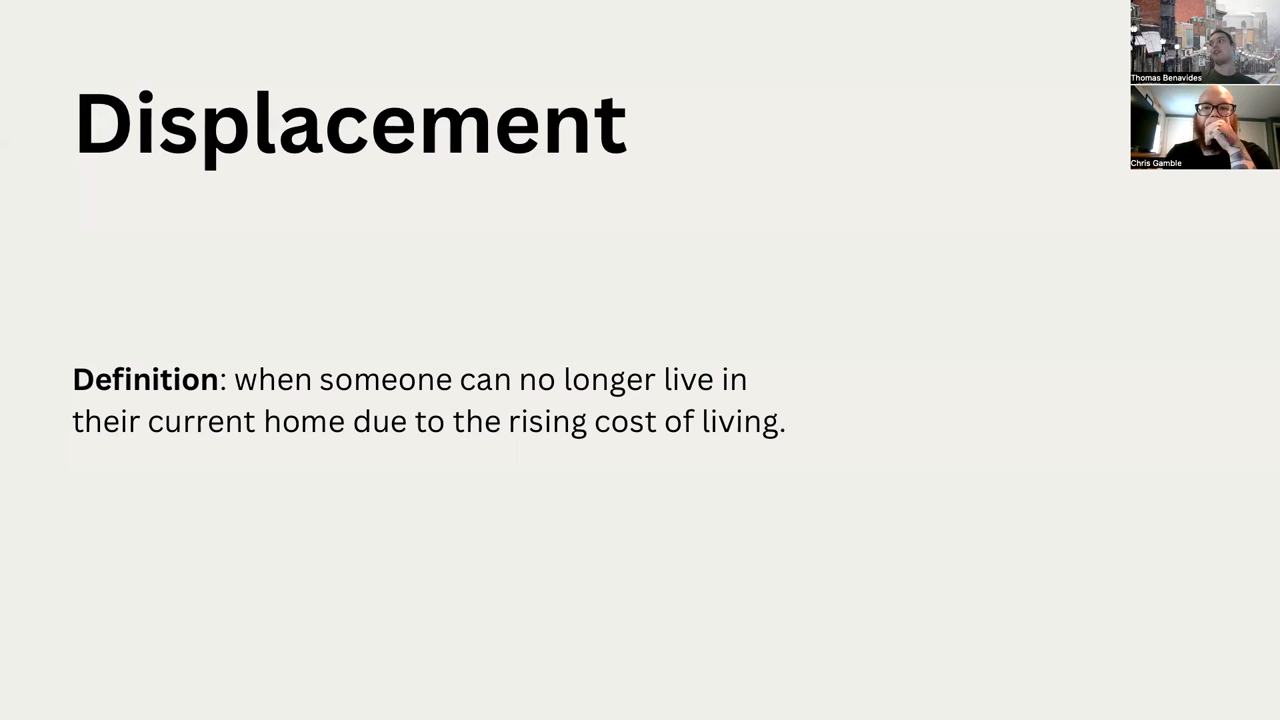 Displacement
Thomas Benavides
Chris Gamble
Definition: when someone can no longer live in
their current home due to the rising cost of living.